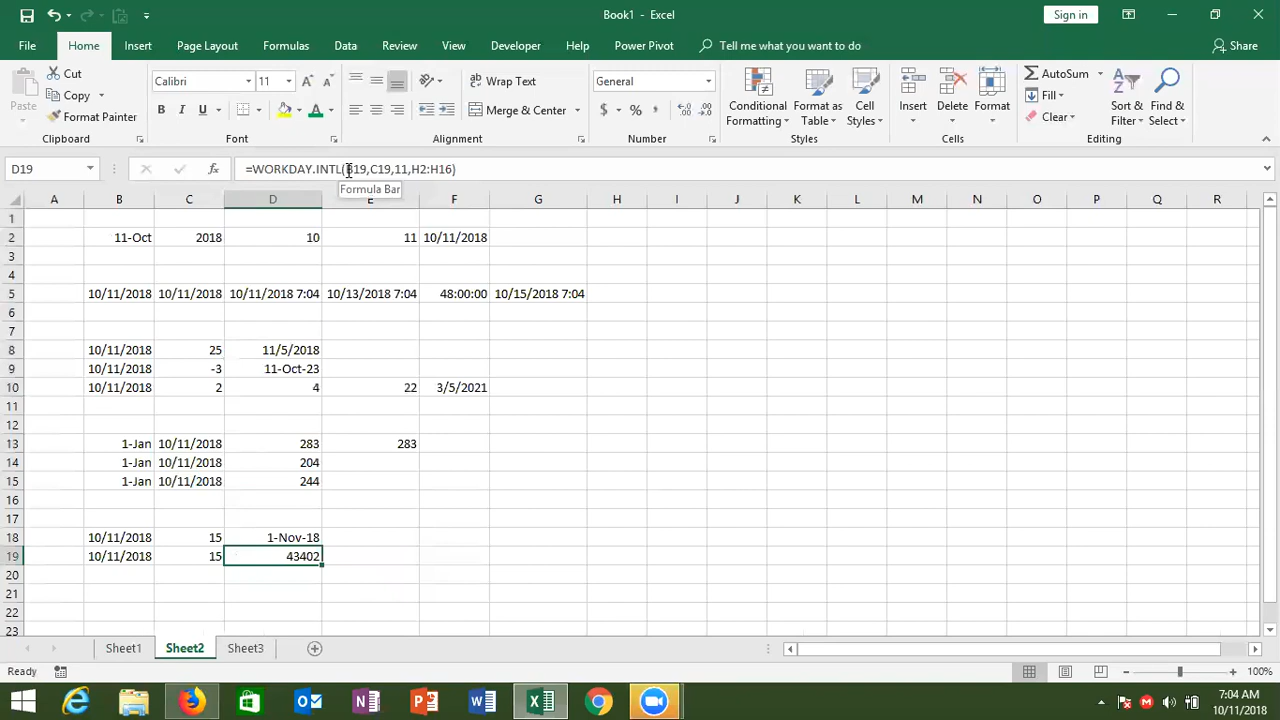 Book1 - Excel
Sign in
File Home Insert Page Layout Formulas Data Review View Developer Help Power Pivot Tell me what you want to do Share
Paste
Cut
Copy
Format Painter
Clipboard
Calibri 11
B I U
Font
Wrap Text
Merge & Center
Alignment
General
$ % ,
Number
Conditional Formatting
Format as Table
Cell Styles
Styles
Insert
Delete
Format
Cells
AutoSum
Fill
Clear
Sort & Filter
Find & Select
Editing
D19 fx =WORKDAY.INTL(B19,C19,11,H2:H16)
Formula Bar
A B C D E F G H I J K L M N O P Q R
1
2 11-Oct 2018 10 11 10/11/2018
3
4
5 10/11/2018 10/11/2018 10/11/2018 7:04 10/13/2018 7:04 48:00:00 10/15/2018 7:04
6
7
8 10/11/2018 25 11/5/2018
9 10/11/2018 -3 11-Oct-23
10 10/11/2018 2 4 22 3/5/2021
11
12
13 1-Jan 10/11/2018 283 283
14 1-Jan 10/11/2018 204
15 1-Jan 10/11/2018 244
16
17
18 10/11/2018 15 1-Nov-18
19 10/11/2018 15 43402
20
21
22
23
Sheet1 Sheet2 Sheet3
Ready 100%
7:04 AM
10/11/2018